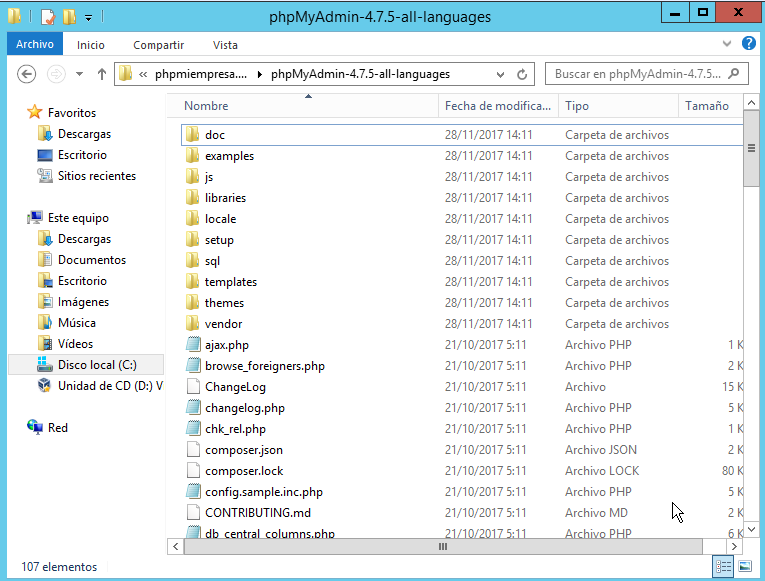 phpMyAdmin-4.7.5-all-languages
Archivo Inicio Compartir Vista
« phpmiempresa.... phpMyAdmin-4.7.5-all-languages Buscar en phpMyAdmin-4.7.5...
Favoritos
Descargas
Escritorio
Sitios recientes
Este equipo
Descargas
Documentos
Escritorio
Imágenes
Música
Vídeos
Disco local (C:)
Unidad de CD (D:) V
Red
Nombre Fecha de modifica... Tipo Tamaño
doc 28/11/2017 14:11 Carpeta de archivos
examples 28/11/2017 14:11 Carpeta de archivos
js 28/11/2017 14:11 Carpeta de archivos
libraries 28/11/2017 14:11 Carpeta de archivos
locale 28/11/2017 14:11 Carpeta de archivos
setup 28/11/2017 14:11 Carpeta de archivos
sql 28/11/2017 14:11 Carpeta de archivos
templates 28/11/2017 14:11 Carpeta de archivos
themes 28/11/2017 14:11 Carpeta de archivos
vendor 28/11/2017 14:11 Carpeta de archivos
ajax.php 21/10/2017 5:11 Archivo PHP 1 K
browse_foreigners.php 21/10/2017 5:11 Archivo PHP 2 K
ChangeLog 21/10/2017 5:11 Archivo 15 K
changelog.php 21/10/2017 5:11 Archivo PHP 5 K
chk_rel.php 21/10/2017 5:11 Archivo PHP 1 K
composer.json 21/10/2017 5:11 Archivo JSON 2 K
composer.lock 21/10/2017 5:11 Archivo LOCK 80 K
config.sample.inc.php 21/10/2017 5:11 Archivo PHP 5 K
CONTRIBUTING.md 21/10/2017 5:11 Archivo MD 2 K
db_central_columns.php 21/10/2017 5:11 Archivo PHP 6 K
107 elementos